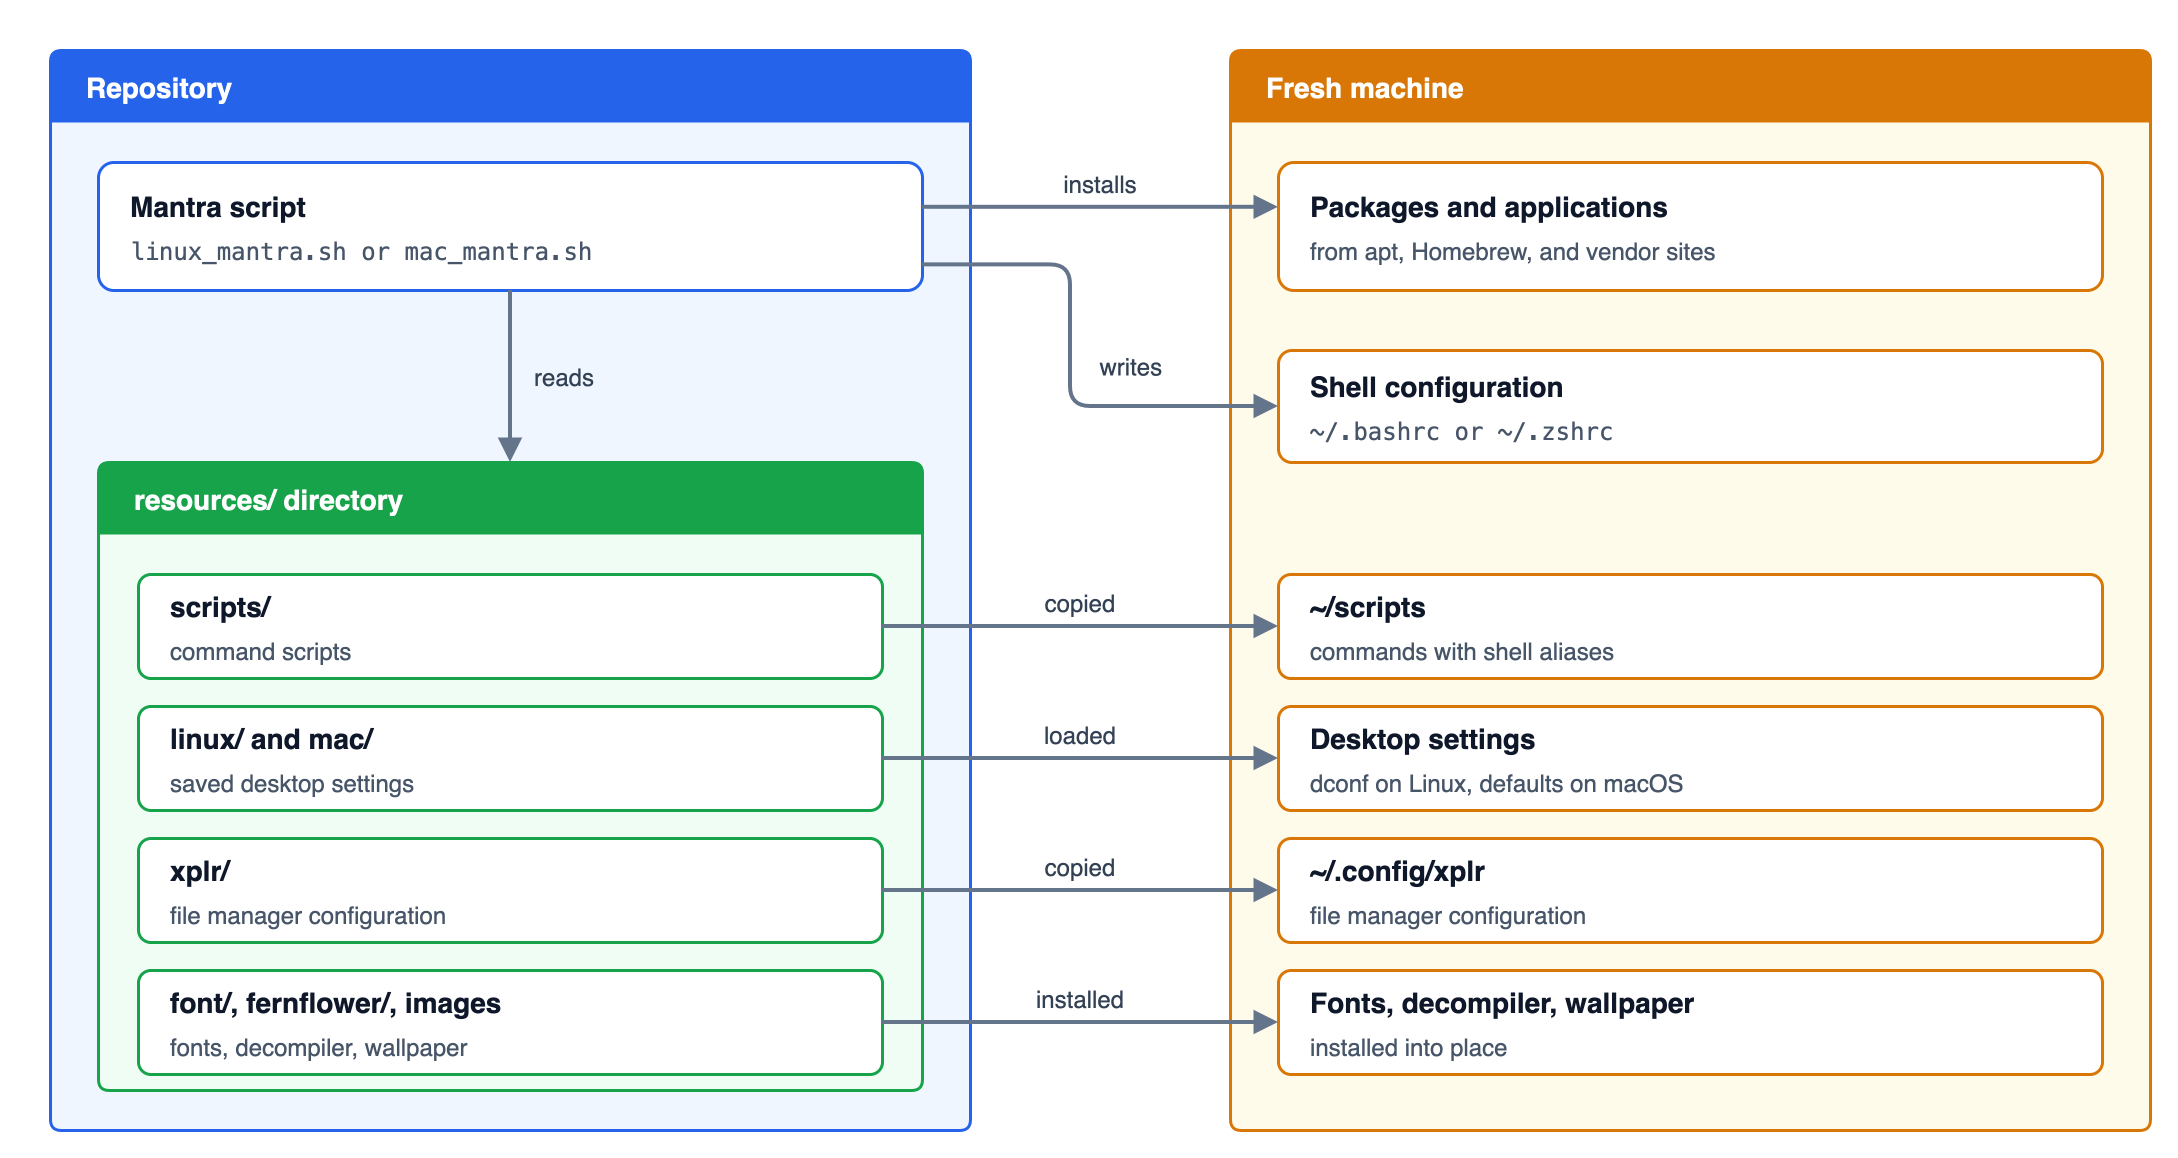 Repository
Mantra script
linux_mantra.sh or mac_mantra.sh
reads
resources/ directory
scripts/
command scripts
linux/ and mac/
saved desktop settings
xplr/
file manager configuration
font/, fernflower/, images
fonts, decompiler, wallpaper
installs
writes
copied
loaded
copied
installed
Fresh machine
Packages and applications
from apt, Homebrew, and vendor sites
Shell configuration
~/.bashrc or ~/.zshrc
~/scripts
commands with shell aliases
Desktop settings
dconf on Linux, defaults on macOS
~/.config/xplr
file manager configuration
Fonts, decompiler, wallpaper
installed into place